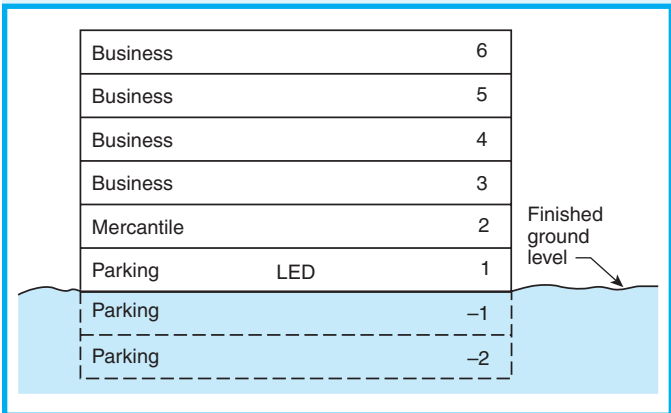 Business 6
Business 5
Business 4
Business 3
Mercantile 2
Finished
ground
level
Parking LED 1
Parking –1
Parking –2